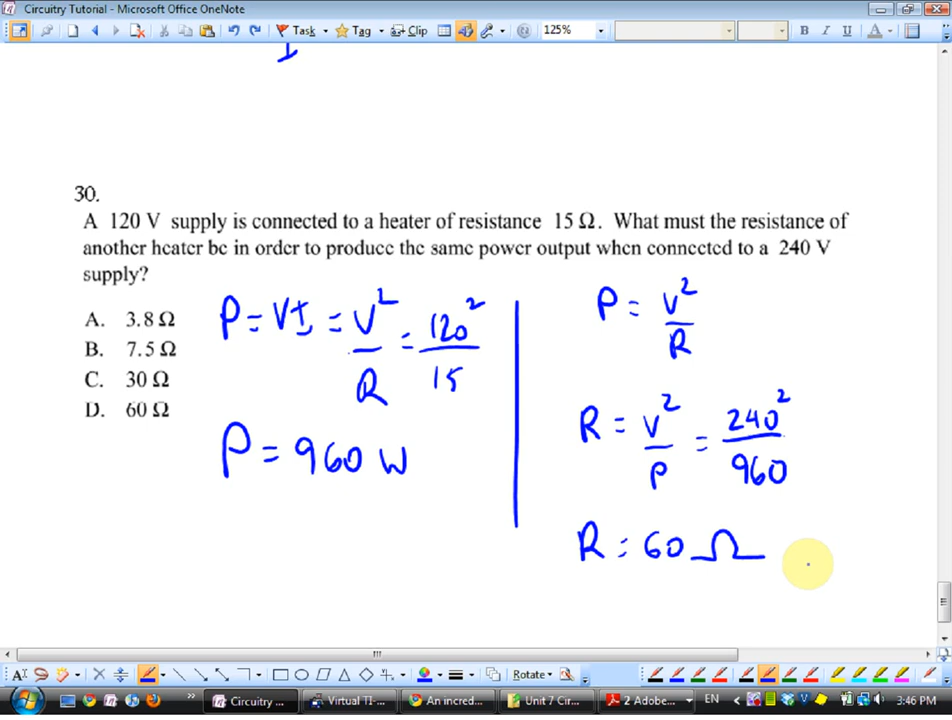 Circuitry Tutorial - Microsoft Office OneNote
Task Tag Clip 125% B I U A
I
30.
A 120 V supply is connected to a heater of resistance 15 Ω. What must the resistance of
another heater be in order to produce the same power output when connected to a 240 V
supply?
A. 3.8 Ω
B. 7.5 Ω
C. 30 Ω
D. 60 Ω
P = VI = V² / R = 120² / 15
P = 960 W
P = V² / R
R = V² / P = 240² / 960
R = 60 Ω
Rotate
Circuitry ... Virtual TI-... An incred... Unit 7 Cir... 2 Adobe... EN 3:46 PM